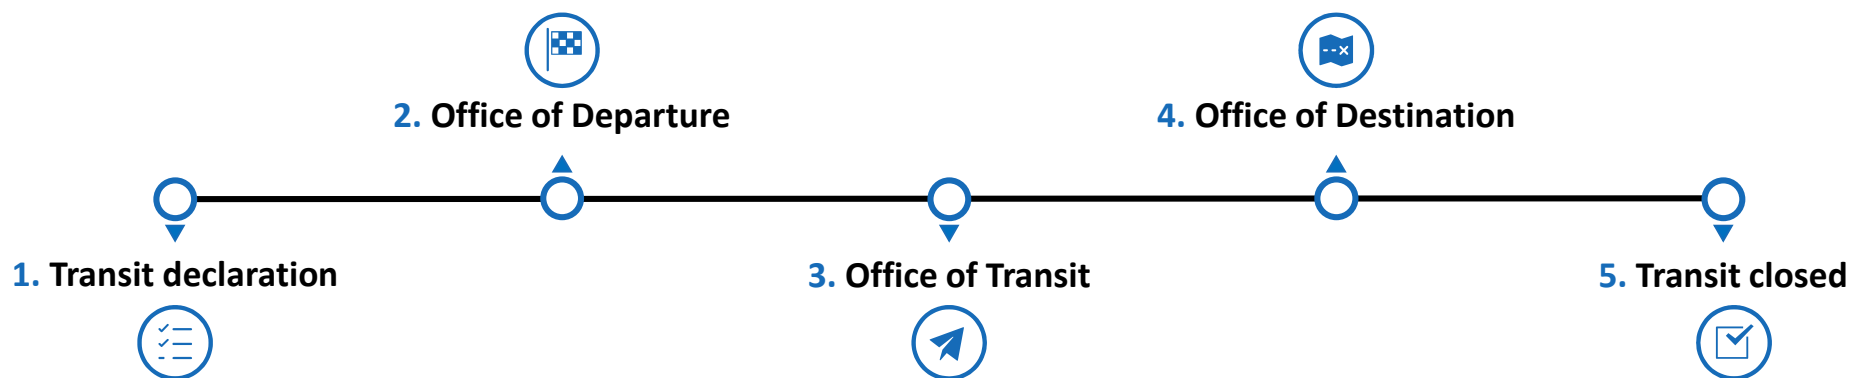 1. Transit declaration
2. Office of Departure
3. Office of Transit
4. Office of Destination
5. Transit closed